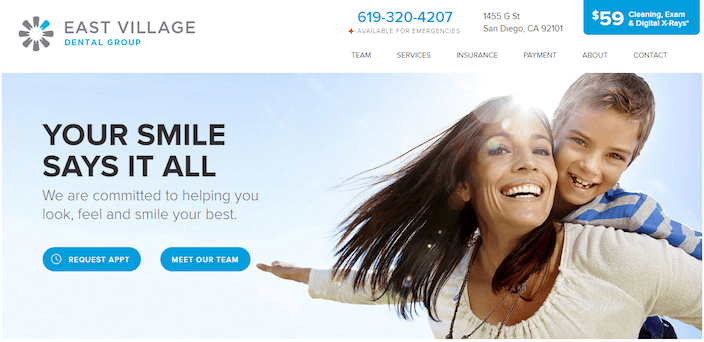 EAST VILLAGE
DENTAL GROUP
619-320-4207
AVAILABLE FOR EMERGENCIES
1455 G St
San Diego, CA 92101
$59 Cleaning, Exam
& Digital X-Rays*
TEAM SERVICES INSURANCE PAYMENT ABOUT CONTACT
YOUR SMILE
SAYS IT ALL
We are committed to helping you
look, feel and smile your best.
REQUEST APPT MEET OUR TEAM